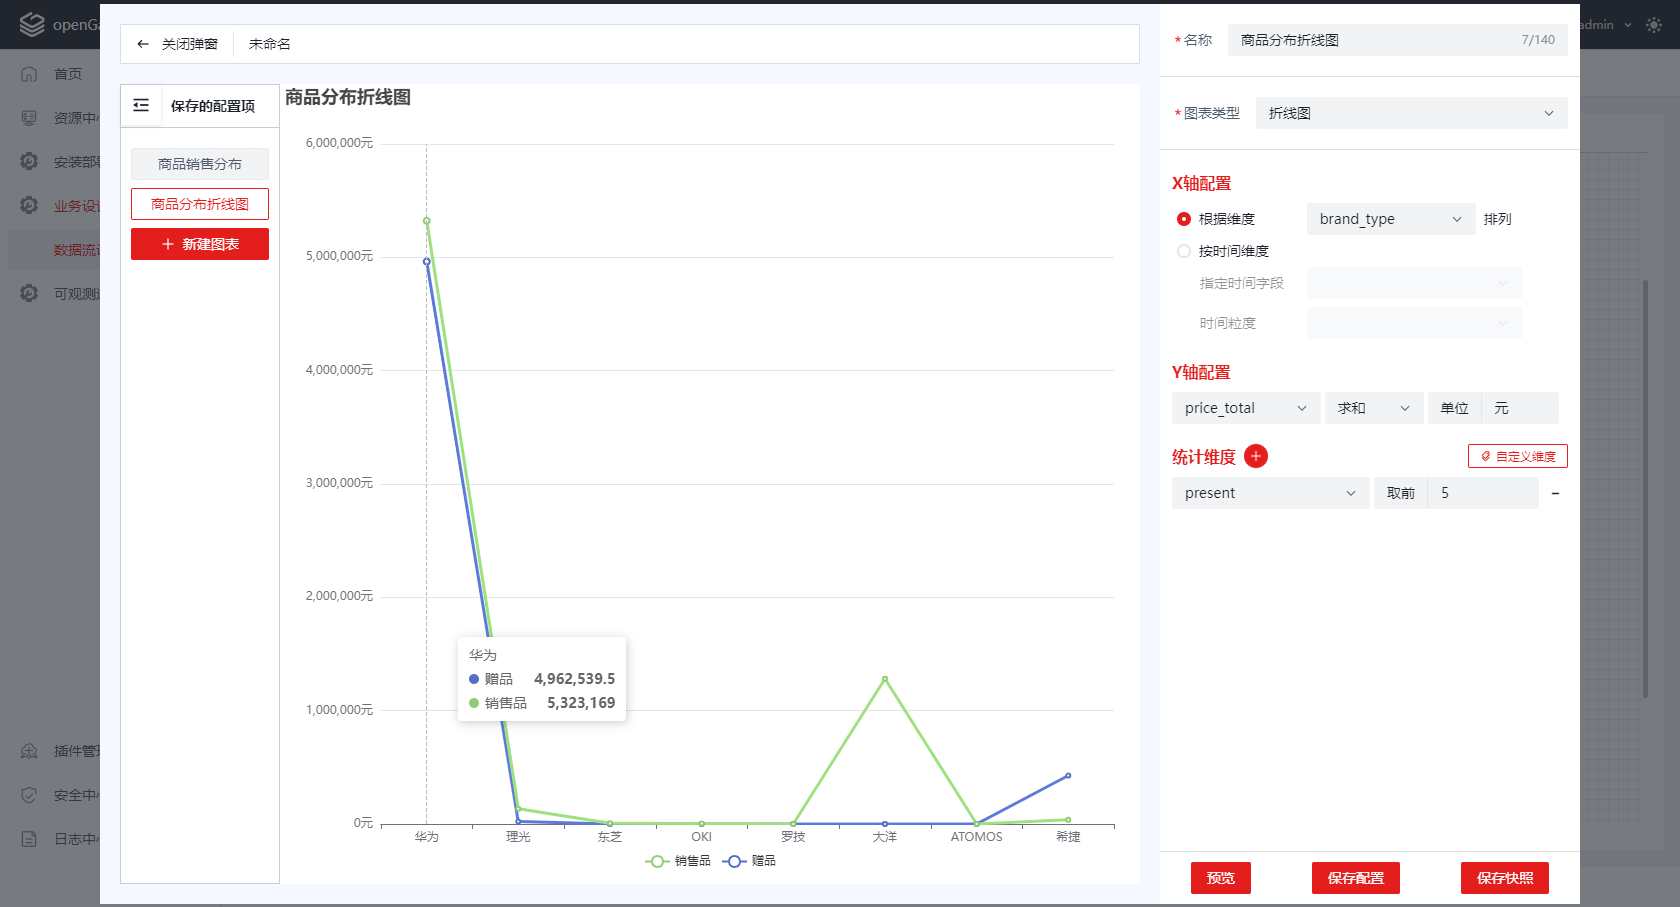 openGa
admin
首页
资源中心
安装部署
业务设计
数据流
可观测
插件管理
安全中心
日志中心
关闭弹窗
未命名
保存的配置项
商品销售分布
商品分布折线图
+ 新建图表
商品分布折线图
6,000,000元
5,000,000元
4,000,000元
3,000,000元
2,000,000元
1,000,000元
0元
华为
赠品 4,962,539.5
销售品 5,323,169
华为 理光 东芝 OKI 罗技 大洋 ATOMOS 希捷
销售品 赠品
*名称 商品分布折线图 7/140
*图表类型 折线图
X轴配置
根据维度 brand_type 排列
按时间维度
指定时间字段
时间粒度
Y轴配置
price_total 求和 单位 元
统计维度 + 自定义维度
present 取前 5 -
预览 保存配置 保存快照